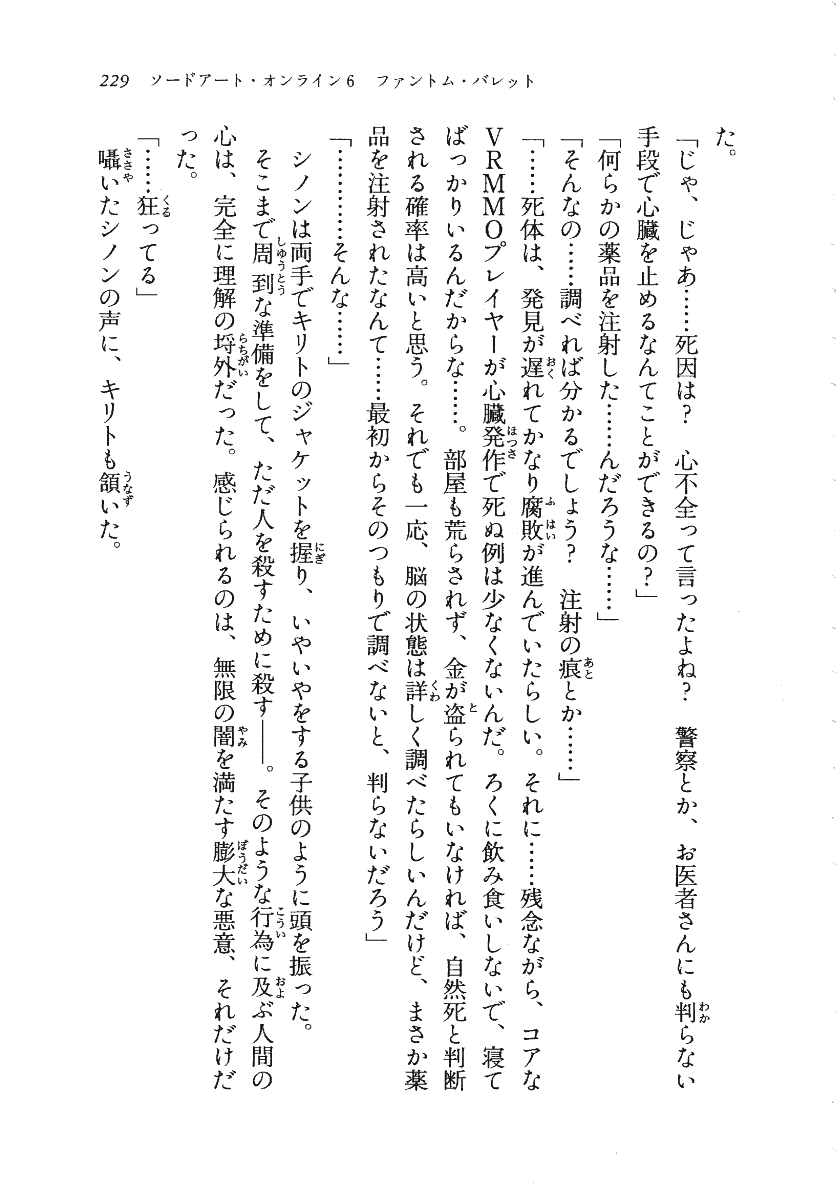 229　ソードアート・オンライン6　ファントム・バレット
た。
「じゃ、じゃあ……死因は？　心不全って言ったよね？　警察とか、お医者さんにも判らない
手段で心臓を止めるなんてことができるの？」
「何らかの薬品を注射した……んだろうな……」
「そんなの……調べれば分かるでしょう？　注射の痕とか……」
「……死体は、発見が遅れてかなり腐敗が進んでいたらしい。それに……残念ながら、コアな
ＶＲＭＭＯプレイヤーが心臓発作で死ぬ例は少なくないんだ。ろくに飲み食いしないで、寝て
ばっかりいるんだからな……。部屋も荒らされず、金が盗られてもいなければ、自然死と判断
される確率は高いと思う。それでも一応、脳の状態は詳しく調べたらしいんだけど、まさか薬
品を注射されたなんて……最初からそのつもりで調べないと、判らないだろう」
「…………そんな……」
　シノンは両手でキリトのジャケットを握り、いやいやをする子供のように頭を振った。
　そこまで周到な準備をして、ただ人を殺すために殺す――。そのような行為に及ぶ人間の
心は、完全に理解の埒外だった。感じられるのは、無限の闇を満たす膨大な悪意、それだけだ
った。
「……狂ってる」
　囁いたシノンの声に、キリトも頷いた。